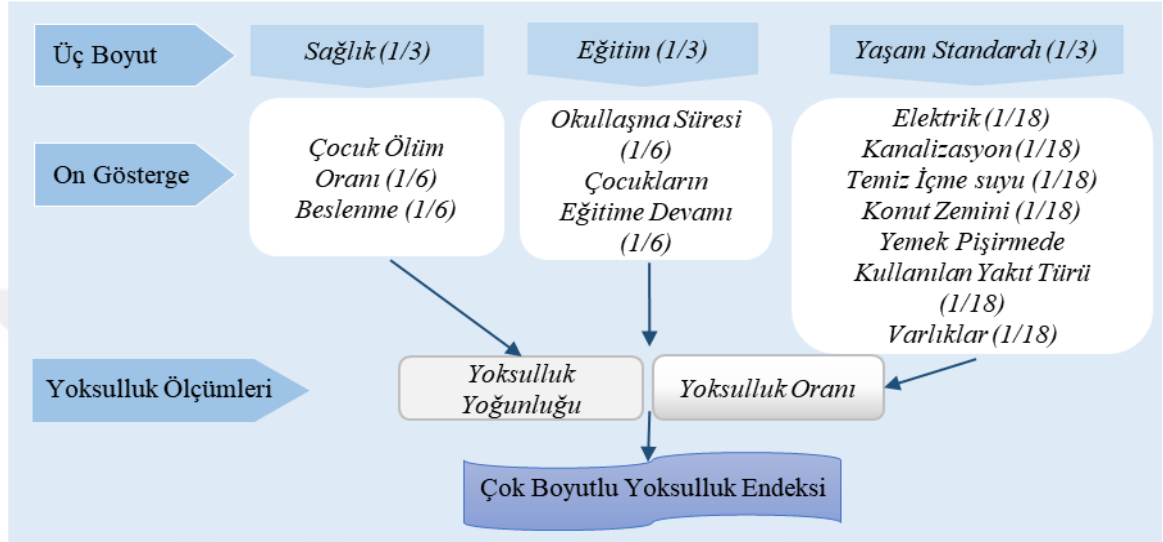 Üç Boyut
Sağlık (1/3)
Eğitim (1/3)
Yaşam Standardı (1/3)
On Gösterge
Çocuk Ölüm
Oranı (1/6)
Beslenme (1/6)
Okullaşma Süresi
(1/6)
Çocukların
Eğitime Devamı
(1/6)
Elektrik (1/18)
Kanalizasyon (1/18)
Temiz İçme suyu (1/18)
Konut Zemini (1/18)
Yemek Pişirmede
Kullanılan Yakıt Türü
(1/18)
Varlıklar (1/18)
Yoksulluk Ölçümleri
Yoksulluk
Yoğunluğu
Yoksulluk Oranı
Çok Boyutlu Yoksulluk Endeksi